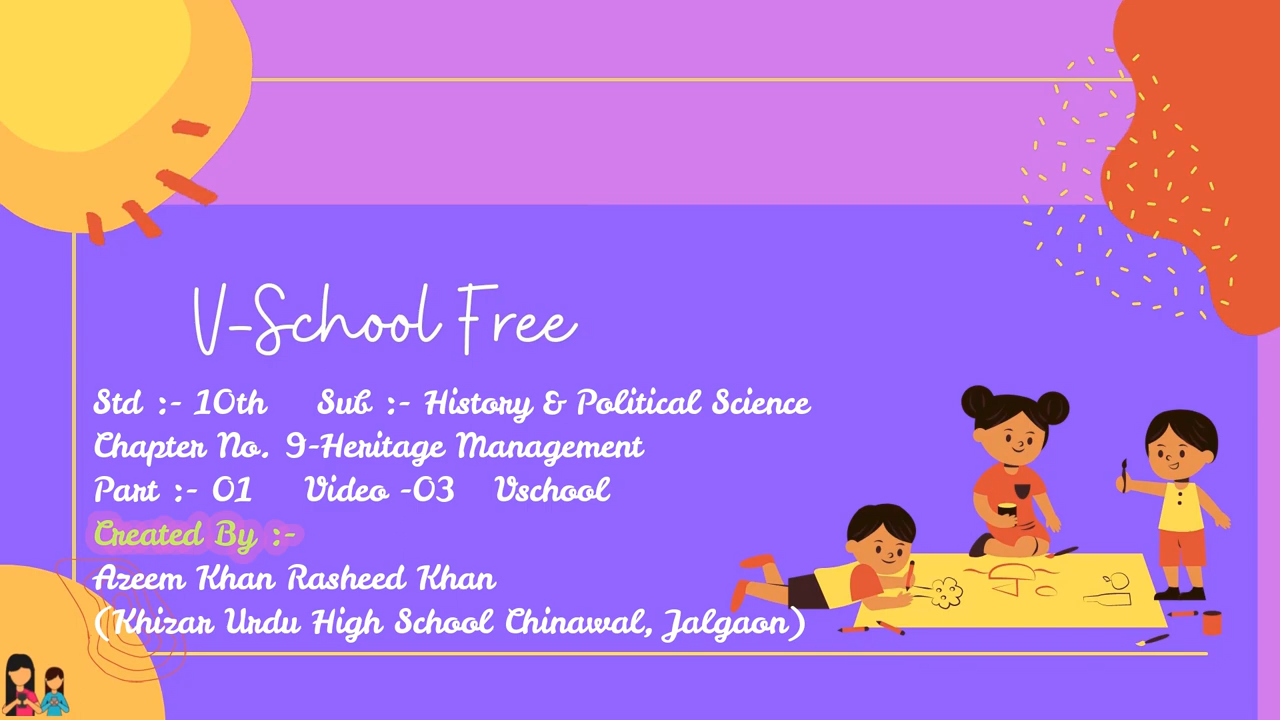 V-School Free
Std :- 10th Sub :- History & Political Science
Chapter No. 9-Heritage Management
Part :- 01 Video -03 Vschool
Created By :-
Azeem Khan Rasheed Khan
(Khizar Urdu High School Chinawal, Jalgaon)